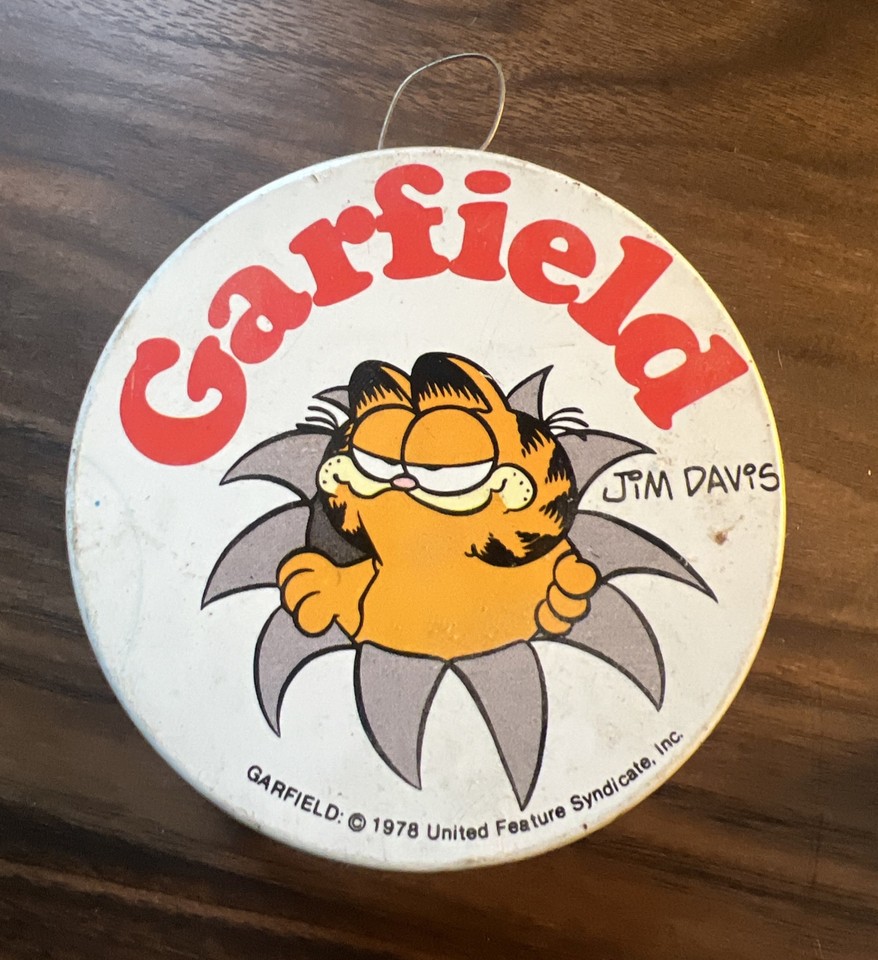 Garfield
JiM DAViS
GARFIELD: © 1978 United Feature Syndicate, Inc.